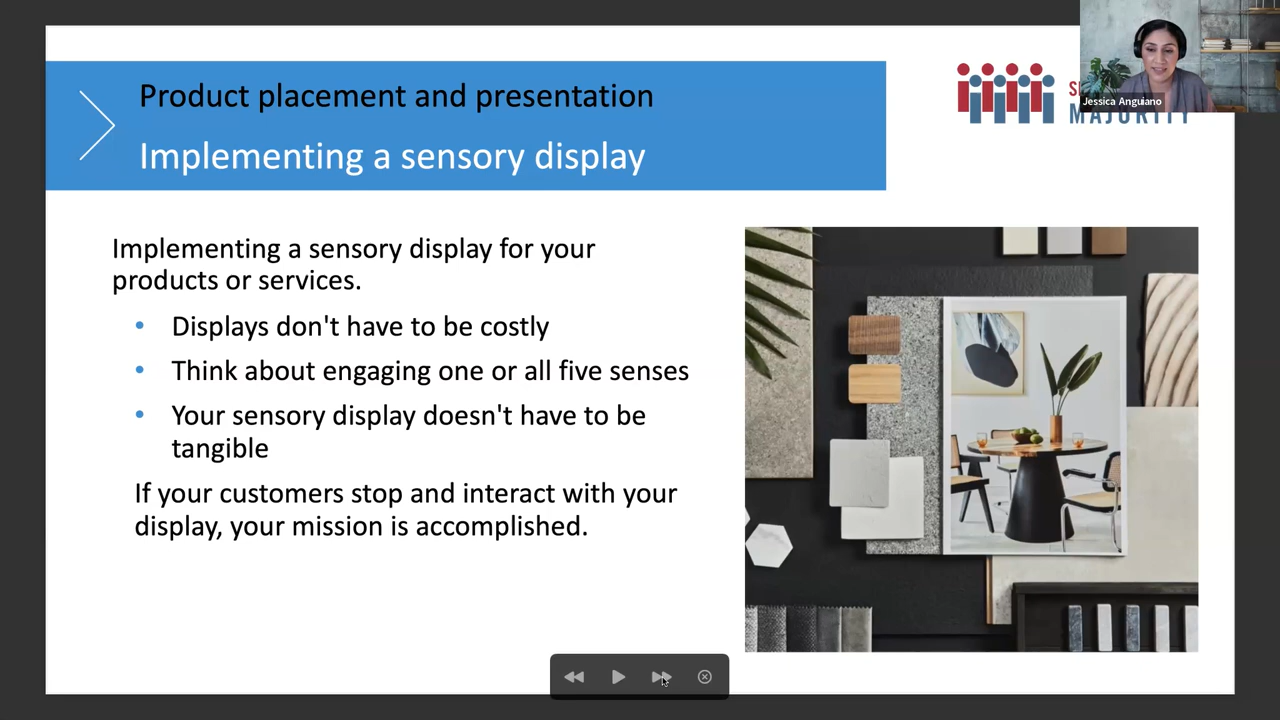 Product placement and presentation
Implementing a sensory display
Jessica Anguiano
MAJORITY
Implementing a sensory display for your
products or services.
• Displays don't have to be costly
• Think about engaging one or all five senses
• Your sensory display doesn't have to be
tangible
If your customers stop and interact with your
display, your mission is accomplished.